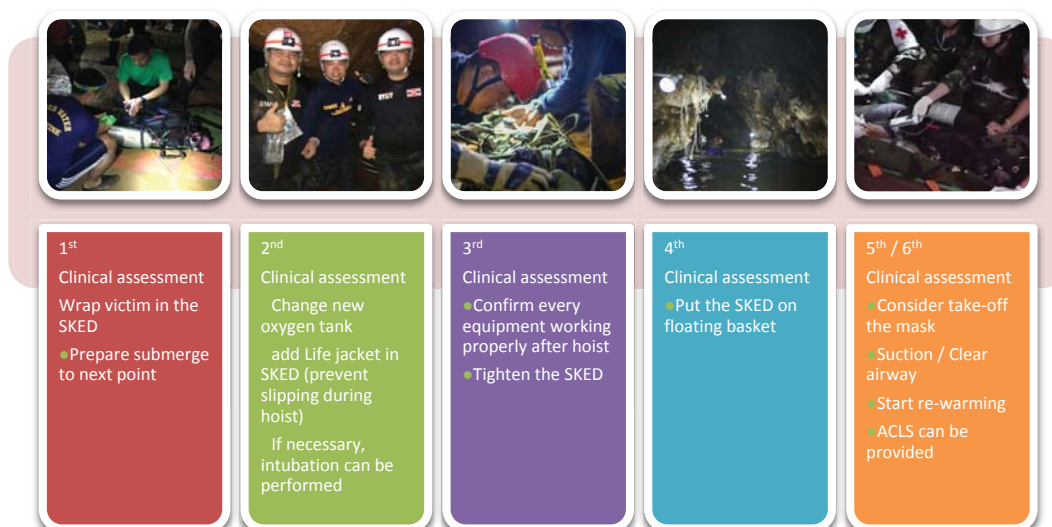 1st
Clinical assessment
Wrap victim in the
SKED
●Prepare submerge
to next point
2nd
Clinical assessment
Change new
oxygen tank
add Life jacket in
SKED (prevent
slipping during
hoist)
If necessary,
intubation can be
performed
3rd
Clinical assessment
●Confirm every
equipment working
properly after hoist
●Tighten the SKED
4th
Clinical assessment
●Put the SKED on
floating basket
5th / 6th
Clinical assessment
●Consider take-off
the mask
●Suction / Clear
airway
●Start re-warming
●ACLS can be
provided